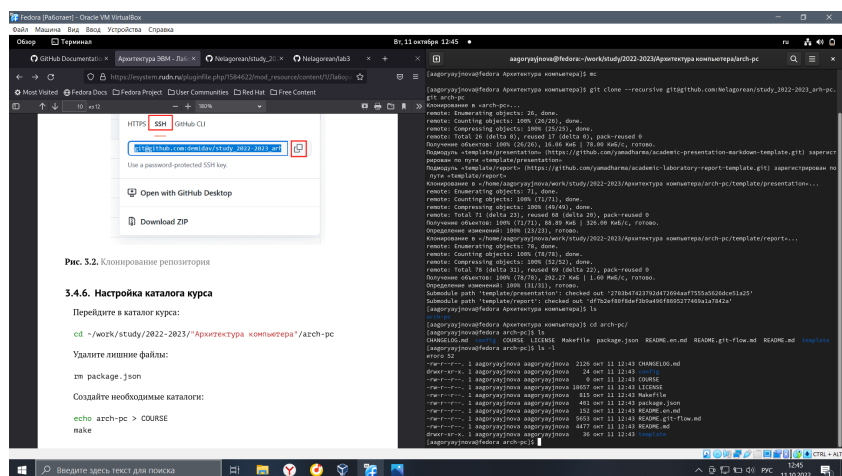 Fedora [Работает] - Oracle VM VirtualBox
Файл Машина Вид Ввод Устройства Справка
Обзор Терминал Вт, 11 октября 12:45 ru
GitHub Documentatio Архитектура ЭВМ - Ла Nelagorean/study_20 Nelagorean/lab3
aagoryayjnova@fedora:~/work/study/2022-2023/Архитектура компьютера/arch-pc
https://esystem.rudn.ru/pluginfile.php/1584622/mod_resource/content/
Most Visited Fedora Docs Fedora Project User Communities Red Hat Free Content
10 из 12 180%
HTTPS SSH GitHub CLI
git@github.com:demidav/study_2022-2023_arh
Use a password-protected SSH key.
Open with GitHub Desktop
Download ZIP
Рис. 3.2. Клонирование репозитория
3.4.6. Настройка каталога курса
Перейдите в каталог курса:
cd ~/work/study/2022-2023/"Архитектура компьютера"/arch-pc
Удалите лишние файлы:
rm package.json
Создайте необходимые каталоги:
echo arch-pc > COURSE
make
[aagoryayjnova@fedora Архитектура компьютера]$ mc
[aagoryayjnova@fedora Архитектура компьютера]$ git clone --recursive git@github.com:Nelagorean/study_2022-2023_arh-pc.
git arch-pc
Клонирование в «arch-pc»...
remote: Enumerating objects: 26, done.
remote: Counting objects: 100% (26/26), done.
remote: Compressing objects: 100% (25/25), done.
remote: Total 26 (delta 0), reused 17 (delta 0), pack-reused 0
Получение объектов: 100% (26/26), 16.06 КиБ | 78.00 КиБ/с, готово.
Подмодуль «template/presentation» (https://github.com/yamadharma/academic-presentation-markdown-template.git) зарегист
рирован по пути «template/presentation»
Подмодуль «template/report» (https://github.com/yamadharma/academic-laboratory-report-template.git) зарегистрирован по
пути «template/report»
Клонирование в «/home/aagoryayjnova/work/study/2022-2023/Архитектура компьютера/arch-pc/template/presentation»...
remote: Enumerating objects: 71, done.
remote: Counting objects: 100% (71/71), done.
remote: Compressing objects: 100% (49/49), done.
remote: Total 71 (delta 23), reused 68 (delta 20), pack-reused 0
Получение объектов: 100% (71/71), 88.89 КиБ | 326.00 КиБ/с, готово.
Определение изменений: 100% (23/23), готово.
Клонирование в «/home/aagoryayjnova/work/study/2022-2023/Архитектура компьютера/arch-pc/template/report»...
remote: Enumerating objects: 78, done.
remote: Counting objects: 100% (78/78), done.
remote: Compressing objects: 100% (52/52), done.
remote: Total 78 (delta 31), reused 69 (delta 22), pack-reused 0
Получение объектов: 100% (78/78), 292.27 КиБ | 1.60 МиБ/с, готово.
Определение изменений: 100% (31/31), готово.
Submodule path 'template/presentation': checked out '2703b47423792d472694aaf7555a5626dce51a25'
Submodule path 'template/report': checked out 'df7b2ef80f8def3b9a496f8695277469a1a7842a'
[aagoryayjnova@fedora Архитектура компьютера]$ ls
arch-pc
[aagoryayjnova@fedora Архитектура компьютера]$ cd arch-pc/
[aagoryayjnova@fedora arch-pc]$ ls
CHANGELOG.md config COURSE LICENSE Makefile package.json README.en.md README.git-flow.md README.md template
[aagoryayjnova@fedora arch-pc]$ ls -l
итого 52
-rw-r--r--. 1 aagoryayjnova aagoryayjnova 2126 окт 11 12:43 CHANGELOG.md
drwxr-xr-x. 1 aagoryayjnova aagoryayjnova 24 окт 11 12:43 config
-rw-r--r--. 1 aagoryayjnova aagoryayjnova 0 окт 11 12:43 COURSE
-rw-r--r--. 1 aagoryayjnova aagoryayjnova 18657 окт 11 12:43 LICENSE
-rw-r--r--. 1 aagoryayjnova aagoryayjnova 815 окт 11 12:43 Makefile
-rw-r--r--. 1 aagoryayjnova aagoryayjnova 401 окт 11 12:43 package.json
-rw-r--r--. 1 aagoryayjnova aagoryayjnova 152 окт 11 12:43 README.en.md
-rw-r--r--. 1 aagoryayjnova aagoryayjnova 5653 окт 11 12:43 README.git-flow.md
-rw-r--r--. 1 aagoryayjnova aagoryayjnova 4477 окт 11 12:43 README.md
drwxr-xr-x. 1 aagoryayjnova aagoryayjnova 36 окт 11 12:43 template
[aagoryayjnova@fedora arch-pc]$
CTRL + ALT
Введите здесь текст для поиска
РУС
12:45
11.10.2022